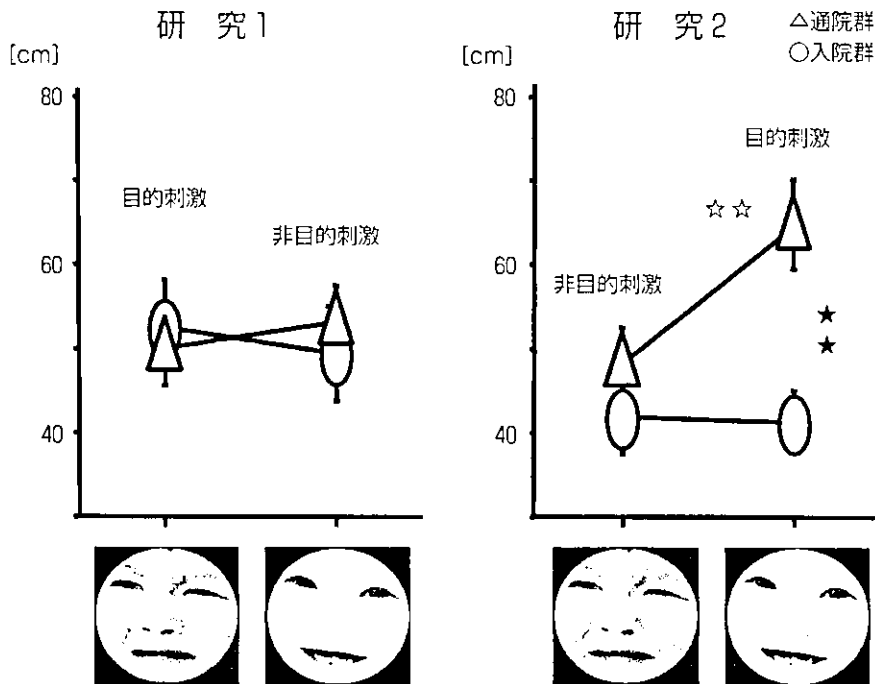 研 究1
[cm]
80
60
40
目的刺激
非目的刺激
研 究2
[cm]
△通院群
○入院群
80
60
40
目的刺激
☆☆
非目的刺激
★
★